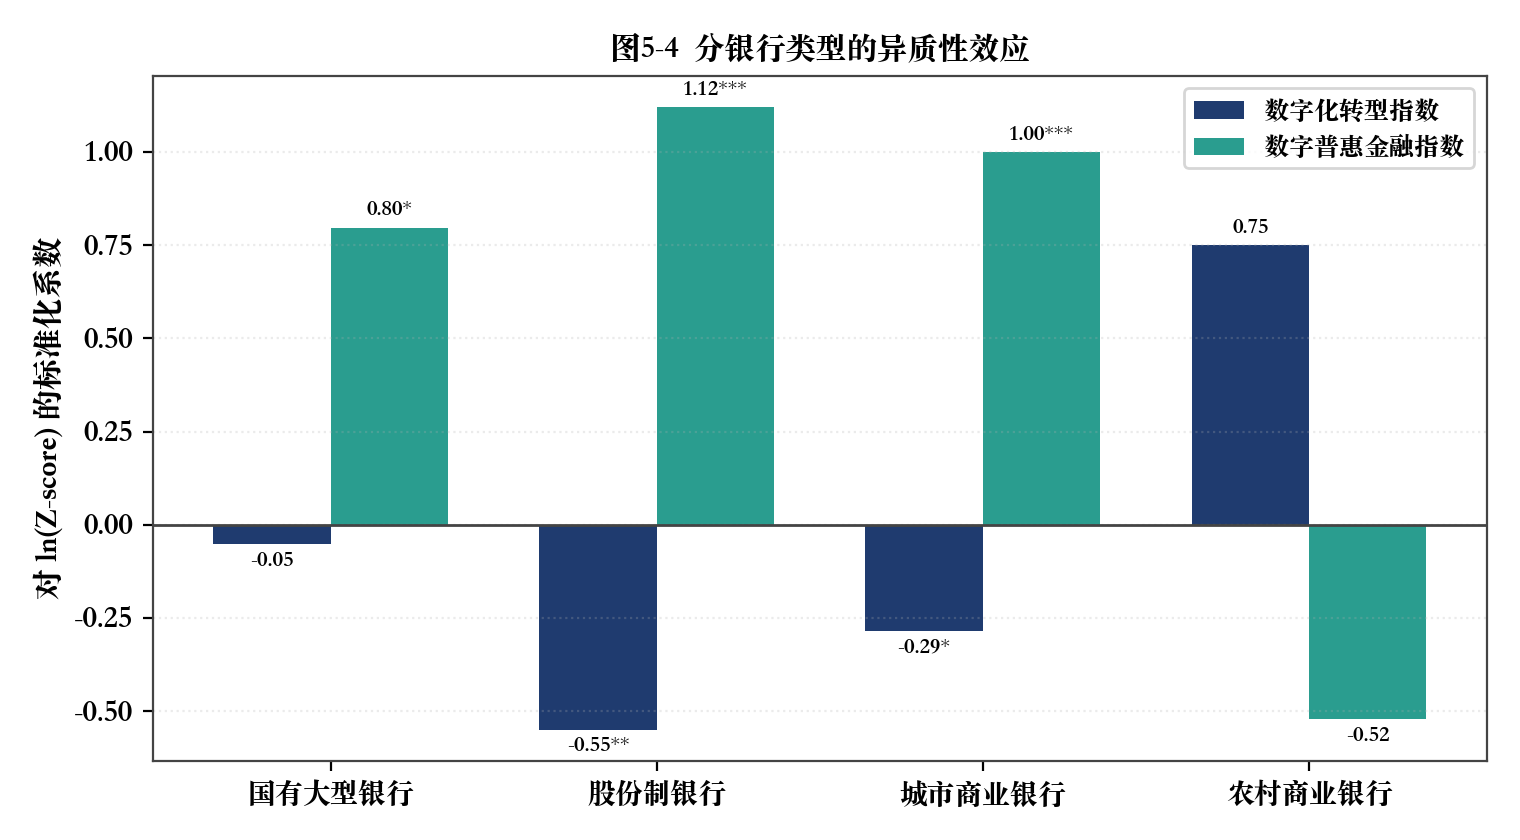 图5-4 分银行类型的异质性效应
数字化转型指数
数字普惠金融指数
对 ln(Z-score) 的标准化系数
1.00
0.75
0.50
0.25
0.00
-0.25
-0.50
0.80*
1.12***
1.00***
0.75
-0.05
-0.55**
-0.29*
-0.52
国有大型银行
股份制银行
城市商业银行
农村商业银行